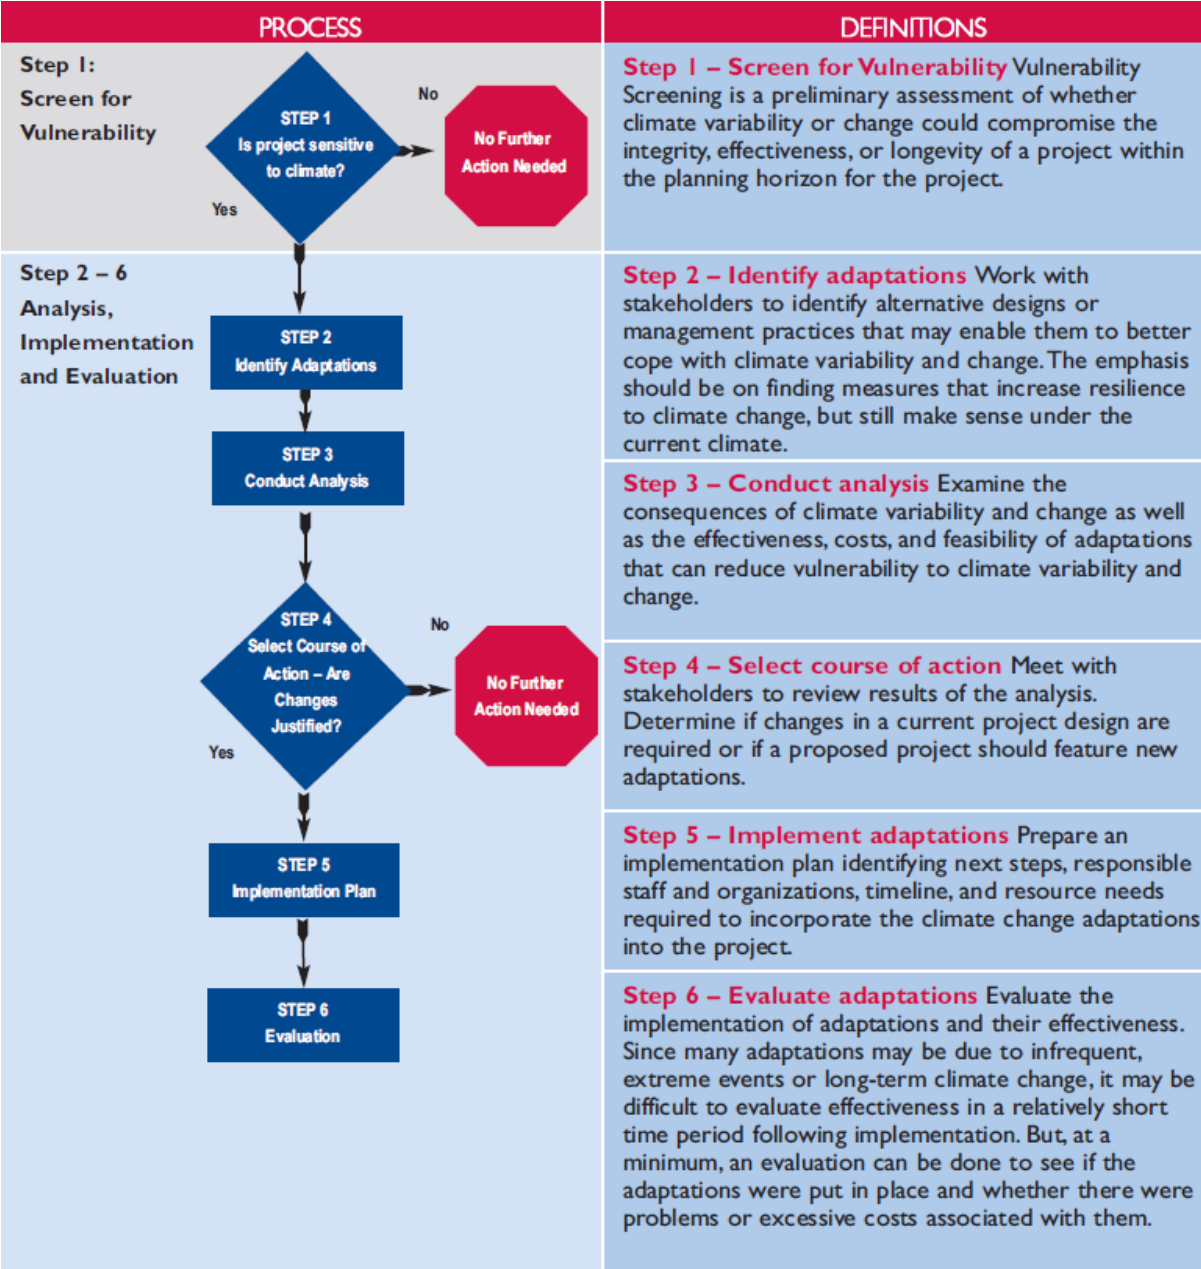 PROCESS
DEFINITIONS
Step 1:
Screen for
Vulnerability
STEP 1
Is project sensitive
to climate?
No
Yes
No Further
Action Needed
Step 1 – Screen for Vulnerability Vulnerability
Screening is a preliminary assessment of whether
climate variability or change could compromise the
integrity, effectiveness, or longevity of a project within
the planning horizon for the project.
Step 2 – 6
Analysis,
Implementation
and Evaluation
STEP 2
Identify Adaptations
STEP 3
Conduct Analysis
STEP 4
Select Course of
Action – Are
Changes
Justified?
No
Yes
No Further
Action Needed
STEP 5
Implementation Plan
STEP 6
Evaluation
Step 2 – Identify adaptations Work with
stakeholders to identify alternative designs or
management practices that may enable them to better
cope with climate variability and change. The emphasis
should be on finding measures that increase resilience
to climate change, but still make sense under the
current climate.
Step 3 – Conduct analysis Examine the
consequences of climate variability and change as well
as the effectiveness, costs, and feasibility of adaptations
that can reduce vulnerability to climate variability and
change.
Step 4 – Select course of action Meet with
stakeholders to review results of the analysis.
Determine if changes in a current project design are
required or if a proposed project should feature new
adaptations.
Step 5 – Implement adaptations Prepare an
implementation plan identifying next steps, responsible
staff and organizations, timeline, and resource needs
required to incorporate the climate change adaptations
into the project.
Step 6 – Evaluate adaptations Evaluate the
implementation of adaptations and their effectiveness.
Since many adaptations may be due to infrequent,
extreme events or long-term climate change, it may be
difficult to evaluate effectiveness in a relatively short
time period following implementation. But, at a
minimum, an evaluation can be done to see if the
adaptations were put in place and whether there were
problems or excessive costs associated with them.